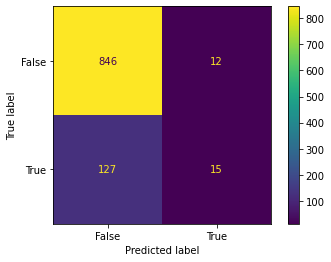 800
False
846
12
700
600
True label
500
400
300
True
127
15
200
100
False
True
Predicted label